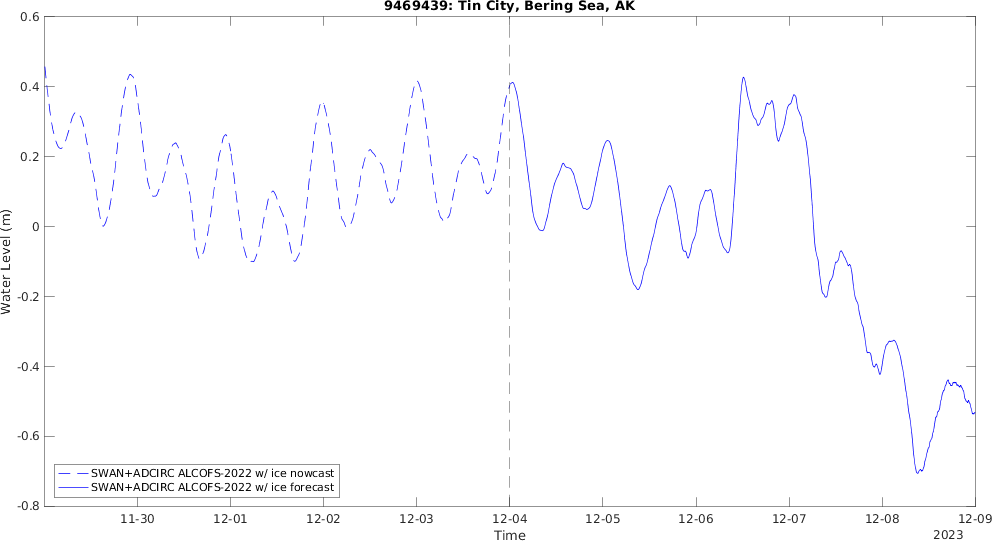 9469439: Tin City, Bering Sea, AK
Water Level (m)
0.6
0.4
0.2
0
-0.2
-0.4
-0.6
-0.8
SWAN+ADCIRC ALCOFS-2022 w/ ice nowcast
SWAN+ADCIRC ALCOFS-2022 w/ ice forecast
11-30 12-01 12-02 12-03 12-04 12-05 12-06 12-07 12-08 12-09
Time
2023